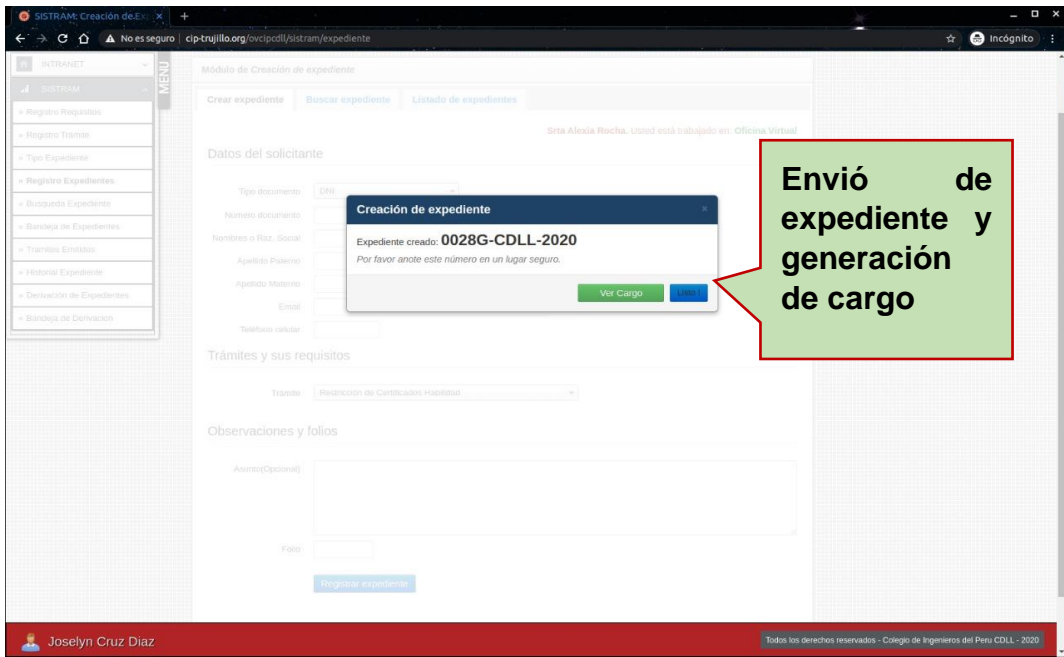 SISTRAM: Creación de Ex
No es seguro | cip-trujillo.org/ovcipcdll/sistram/expediente
Incógnito
INTRANET
MENÚ
SISTRAM
» Registro Requisitos
» Registro Tramite
» Tipo Expediente
» Registro Expedientes
» Busqueda Expediente
» Bandeja de Expedientes
» Tramites Emitidos
» Historial Expediente
» Derivación de Expedientes
» Bandeja de Derivacion
Módulo de Creación de expediente
Crear expediente
Buscar expediente
Listado de expedientes
Srta Alexia Rocha. Usted está trabajado en: Oficina Virtual
Datos del solicitante
Tipo documento
DNI
Número documento
Nombres o Raz. Social
Apellido Paterno
Apellido Materno
Email
Teléfono celular
Creación de expediente
×
Expediente creado: 0028G-CDLL-2020
Por favor anote este número en un lugar seguro.
Ver Cargo
Listo !
Envió de
expediente y
generación
de cargo
Trámites y sus requisitos
Trámite
Restricción de Certificados Habilidad
Observaciones y folios
Asunto(Opcional)
Folio
Registrar expediente
Joselyn Cruz Diaz
Todos los derechos reservados - Colegio de Ingenieros del Peru CDLL - 2020